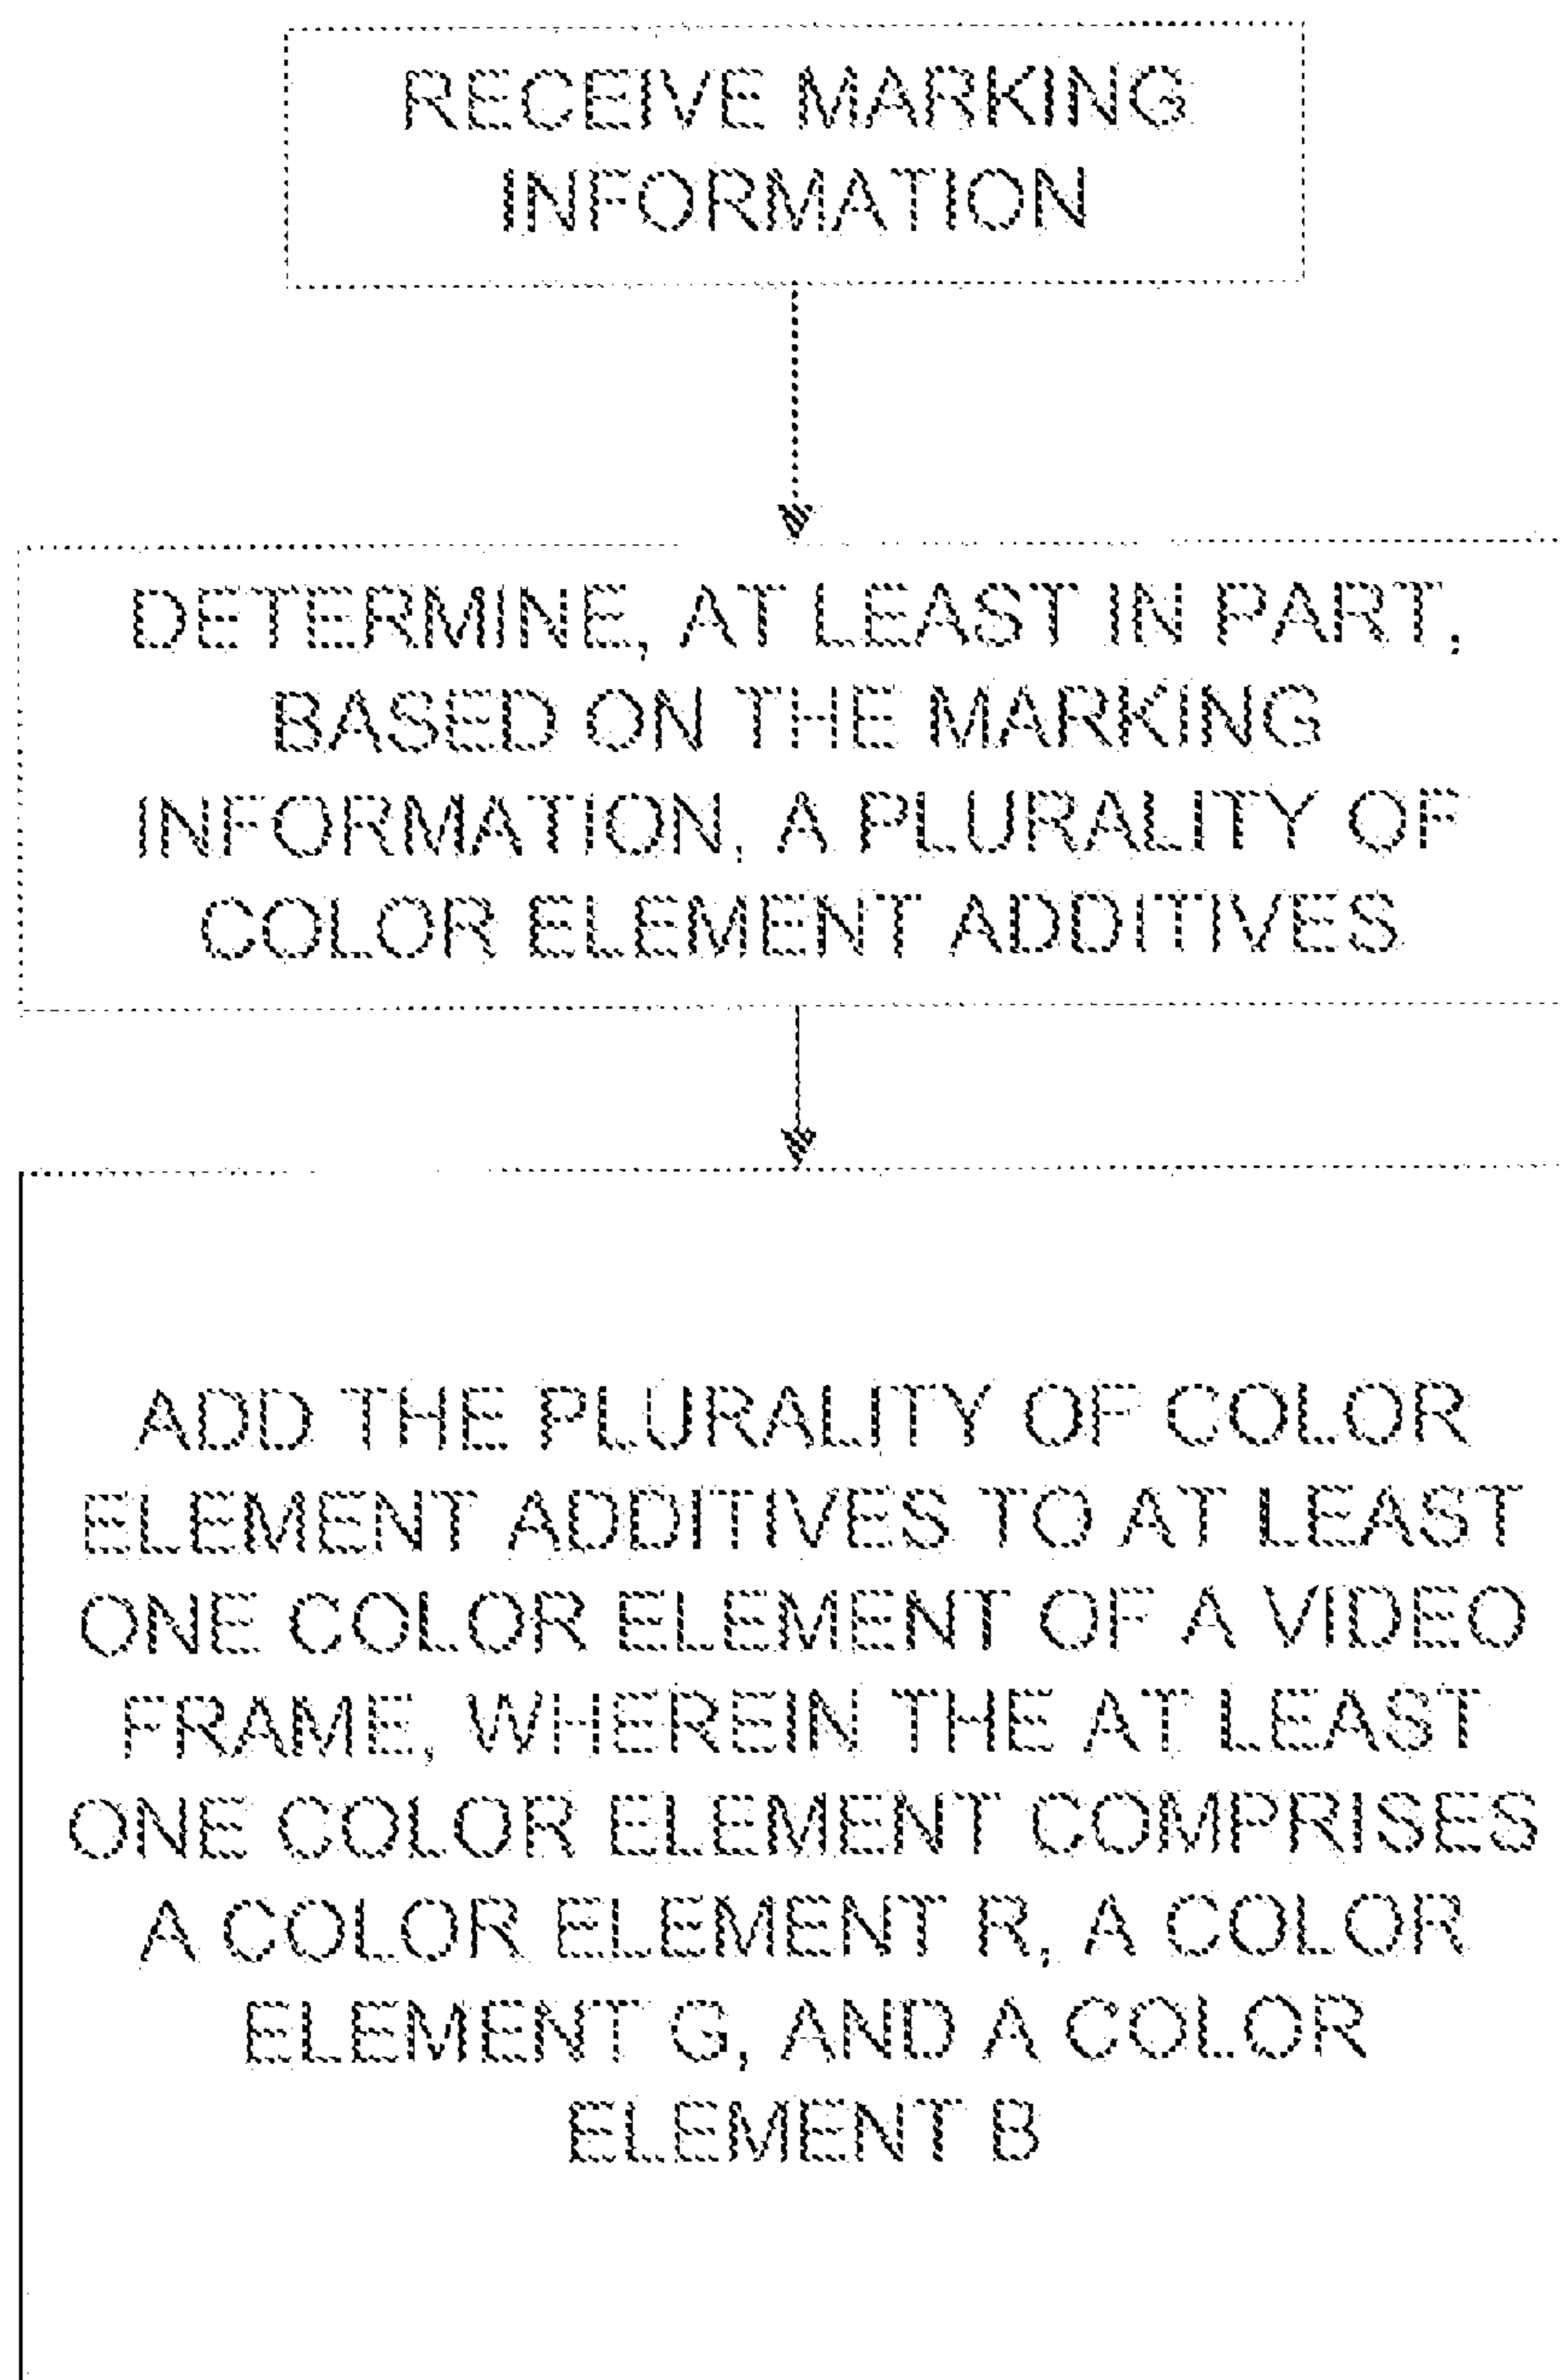 RECEIVE MARKING
INFORMATION
DETERMINE, AT LEAST IN PART,
BASED ON THE MARKING
INFORMATION, A PLURALITY OF
COLOR ELEMENT ADDITIVES
ADD THE PLURALITY OF COLOR
ELEMENT ADDITIVES TO AT LEAST
ONE COLOR ELEMENT OF A VIDEO
FRAME, WHEREIN THE AT LEAST
ONE COLOR ELEMENT COMPRISES
A COLOR ELEMENT R, A COLOR
ELEMENT G, AND A COLOR
ELEMENT B